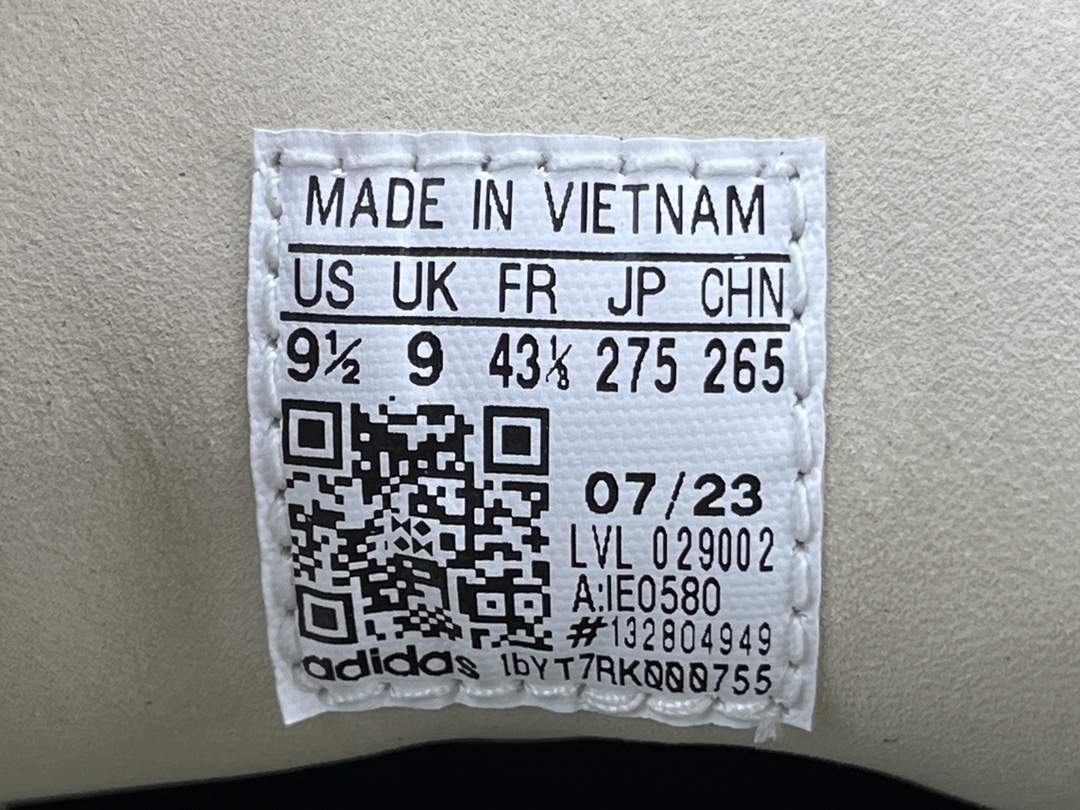 MADE IN VIETNAM
US UK FR JP CHN
9½ 9 43⅓ 275 265
07/23
LVL 029002
A:IE0580
#132804949
adidas 1bYT7RK000755